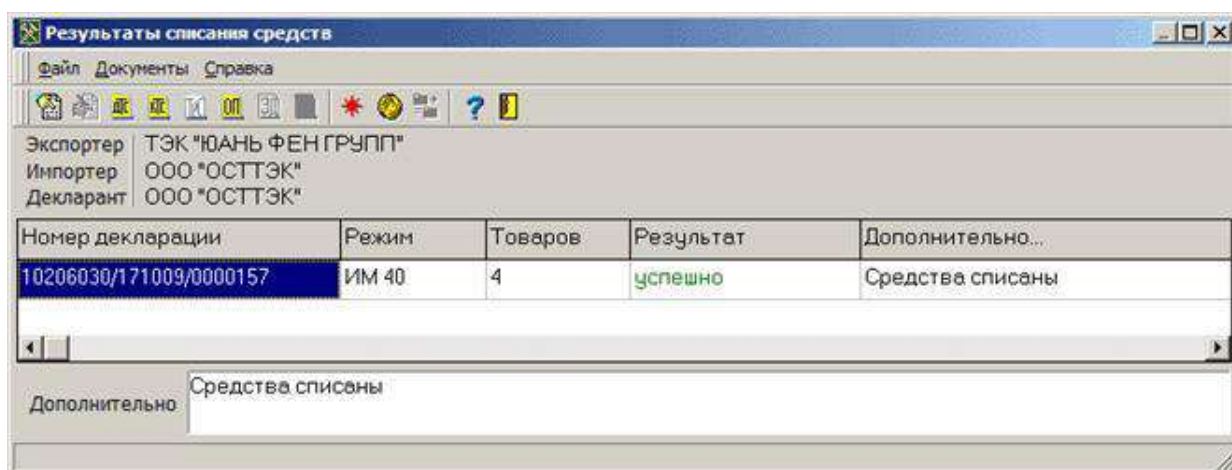 Результаты списания средств
Файл Документы Справка
Экспортер ТЭК "ЮАНЬ ФЕН ГРУПП"
Импортер ООО "ОСТТЭК"
Декларант ООО "ОСТТЭК"
Номер декларации Режим Товаров Результат Дополнительно...
10206030/171009/0000157 ИМ 40 4 успешно Средства списаны
Дополнительно Средства списаны